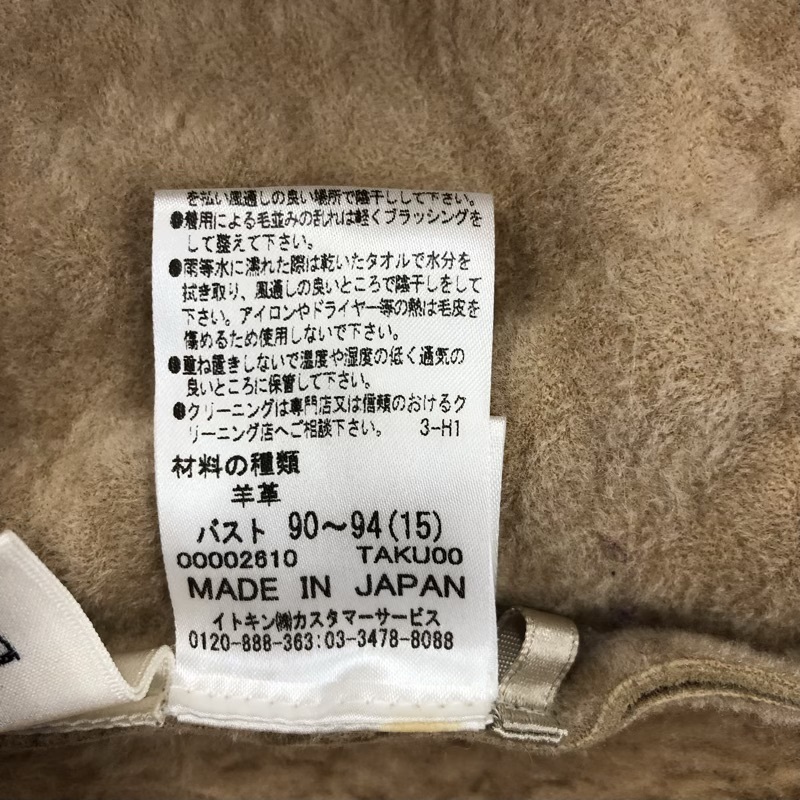 を払い風通しの良い場所で陰干しして下さい。
●着用による毛並みの乱れは軽くブラッシングを
して整えて下さい。
●雨等水に濡れた際は乾いたタオルで水分を
拭き取り、風通しの良いところで陰干しをして
下さい。アイロンやドライヤー等の熱は毛皮を
傷めるため使用しないで下さい。
●重ね置きしないで温度や湿度の低く通気の
良いところに保管して下さい。
●クリーニングは専門店又は信頼のおけるク
リーニング店へご相談下さい。 3-H1
材料の種類
羊革
バスト 90〜94(15)
00002610 TAKU00
MADE IN JAPAN
イトキン㈱カスタマーサービス
0120-888-363:03-3478-8088